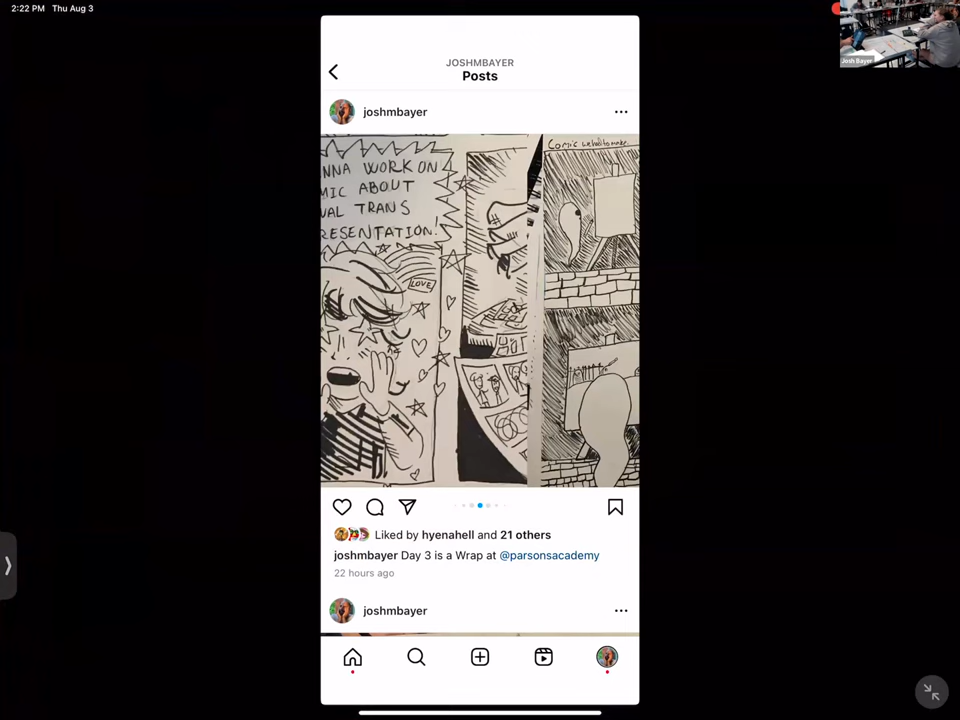 2:22 PM Thu Aug 3
Josh Bayer
JOSHMBAYER
Posts
joshmbayer
NNA WORK ON
MIC ABOUT
UAL TRANS
RESENTATION!
LOVE
Comic
Liked by hyenahell and 21 others
joshmbayer Day 3 is a Wrap at @parsonsacademy
22 hours ago
joshmbayer